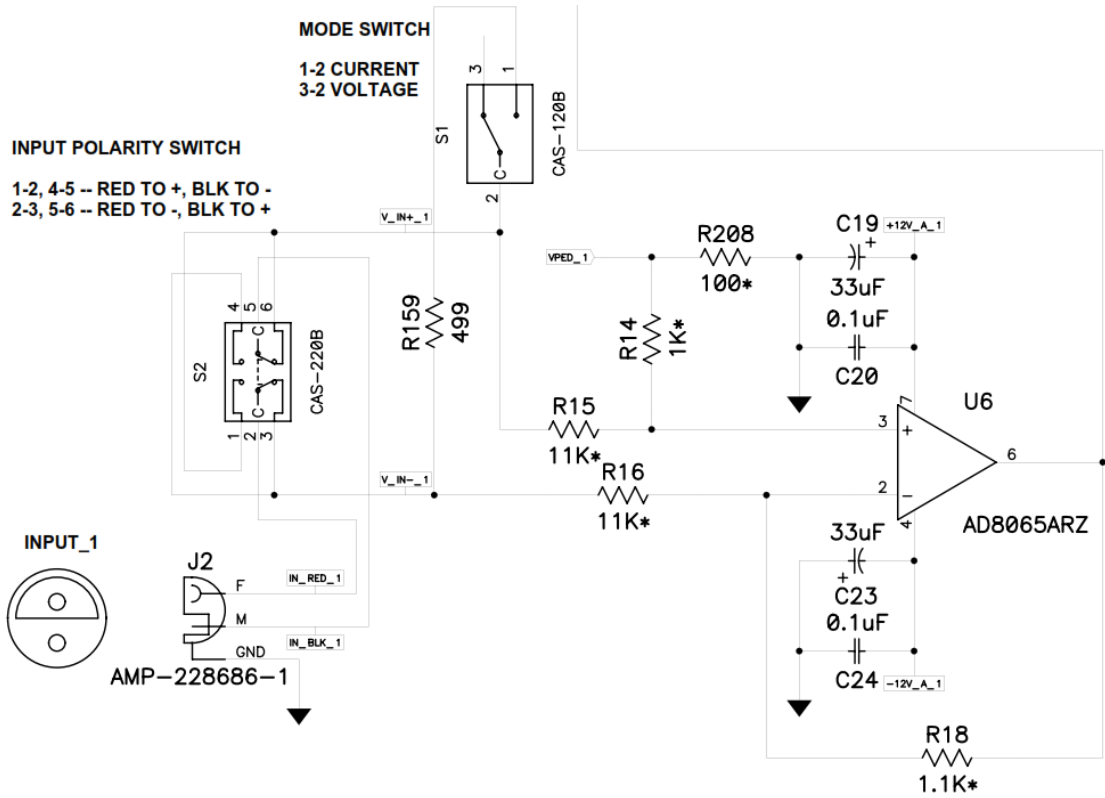 MODE SWITCH
1-2 CURRENT
3-2 VOLTAGE
3
1
S1
CAS-120B
C
2
INPUT POLARITY SWITCH
1-2, 4-5 -- RED TO +, BLK TO -
2-3, 5-6 -- RED TO -, BLK TO +
V_IN+_1
R208
100*
VPED_1
C19
+12V_A_1
+
33uF
0.1uF
C20
R159
499
R14
1K*
4
5
6
S2
CAS-220B
C
C
1
2
3
R15
11K*
R16
11K*
V_IN-_1
U6
7
3
+
6
2
-
4
AD8065ARZ
33uF
+
C23
0.1uF
C24
-12V_A_1
INPUT_1
J2
F
IN_RED_1
M
IN_BLK_1
GND
AMP-228686-1
R18
1.1K*